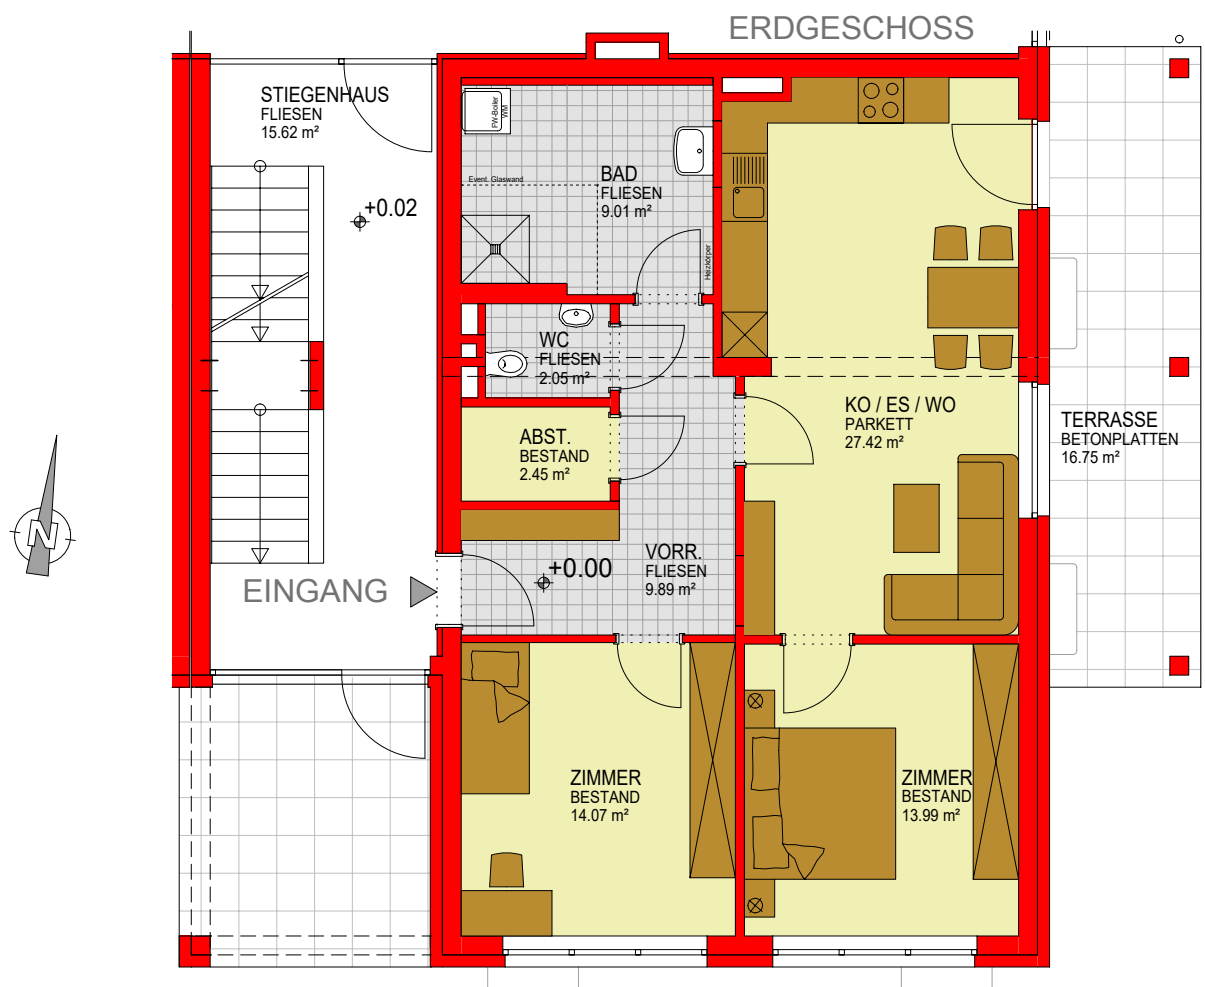 ERDGESCHOSS
STIEGENHAUS
FLIESEN
15.62 m²
+0.02
FW-Boiler
WM
Event. Glaswand
BAD
FLIESEN
9.01 m²
Heizkörper
WC
FLIESEN
2.05 m²
ABST.
BESTAND
2.45 m²
KO / ES / WO
PARKETT
27.42 m²
TERRASSE
BETONPLATTEN
16.75 m²
N
EINGANG
+0.00
VORR.
FLIESEN
9.89 m²
ZIMMER
BESTAND
14.07 m²
ZIMMER
BESTAND
13.99 m²